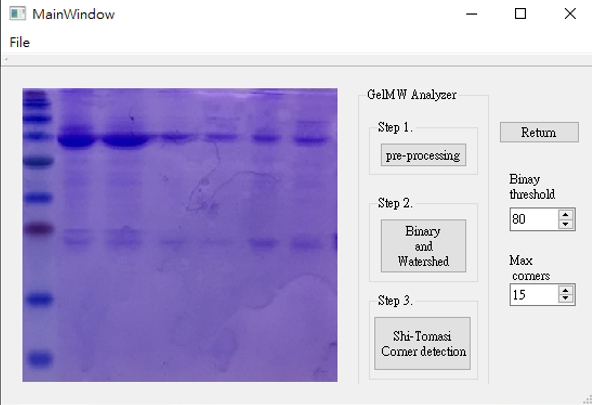 MainWindow
File
GelMW Analyzer
Step 1.
pre-processing
Return
Step 2.
Binary
and
Watershed
Binay
threshold
80
Max
corners
15
Step 3.
Shi-Tomasi
Corner detection